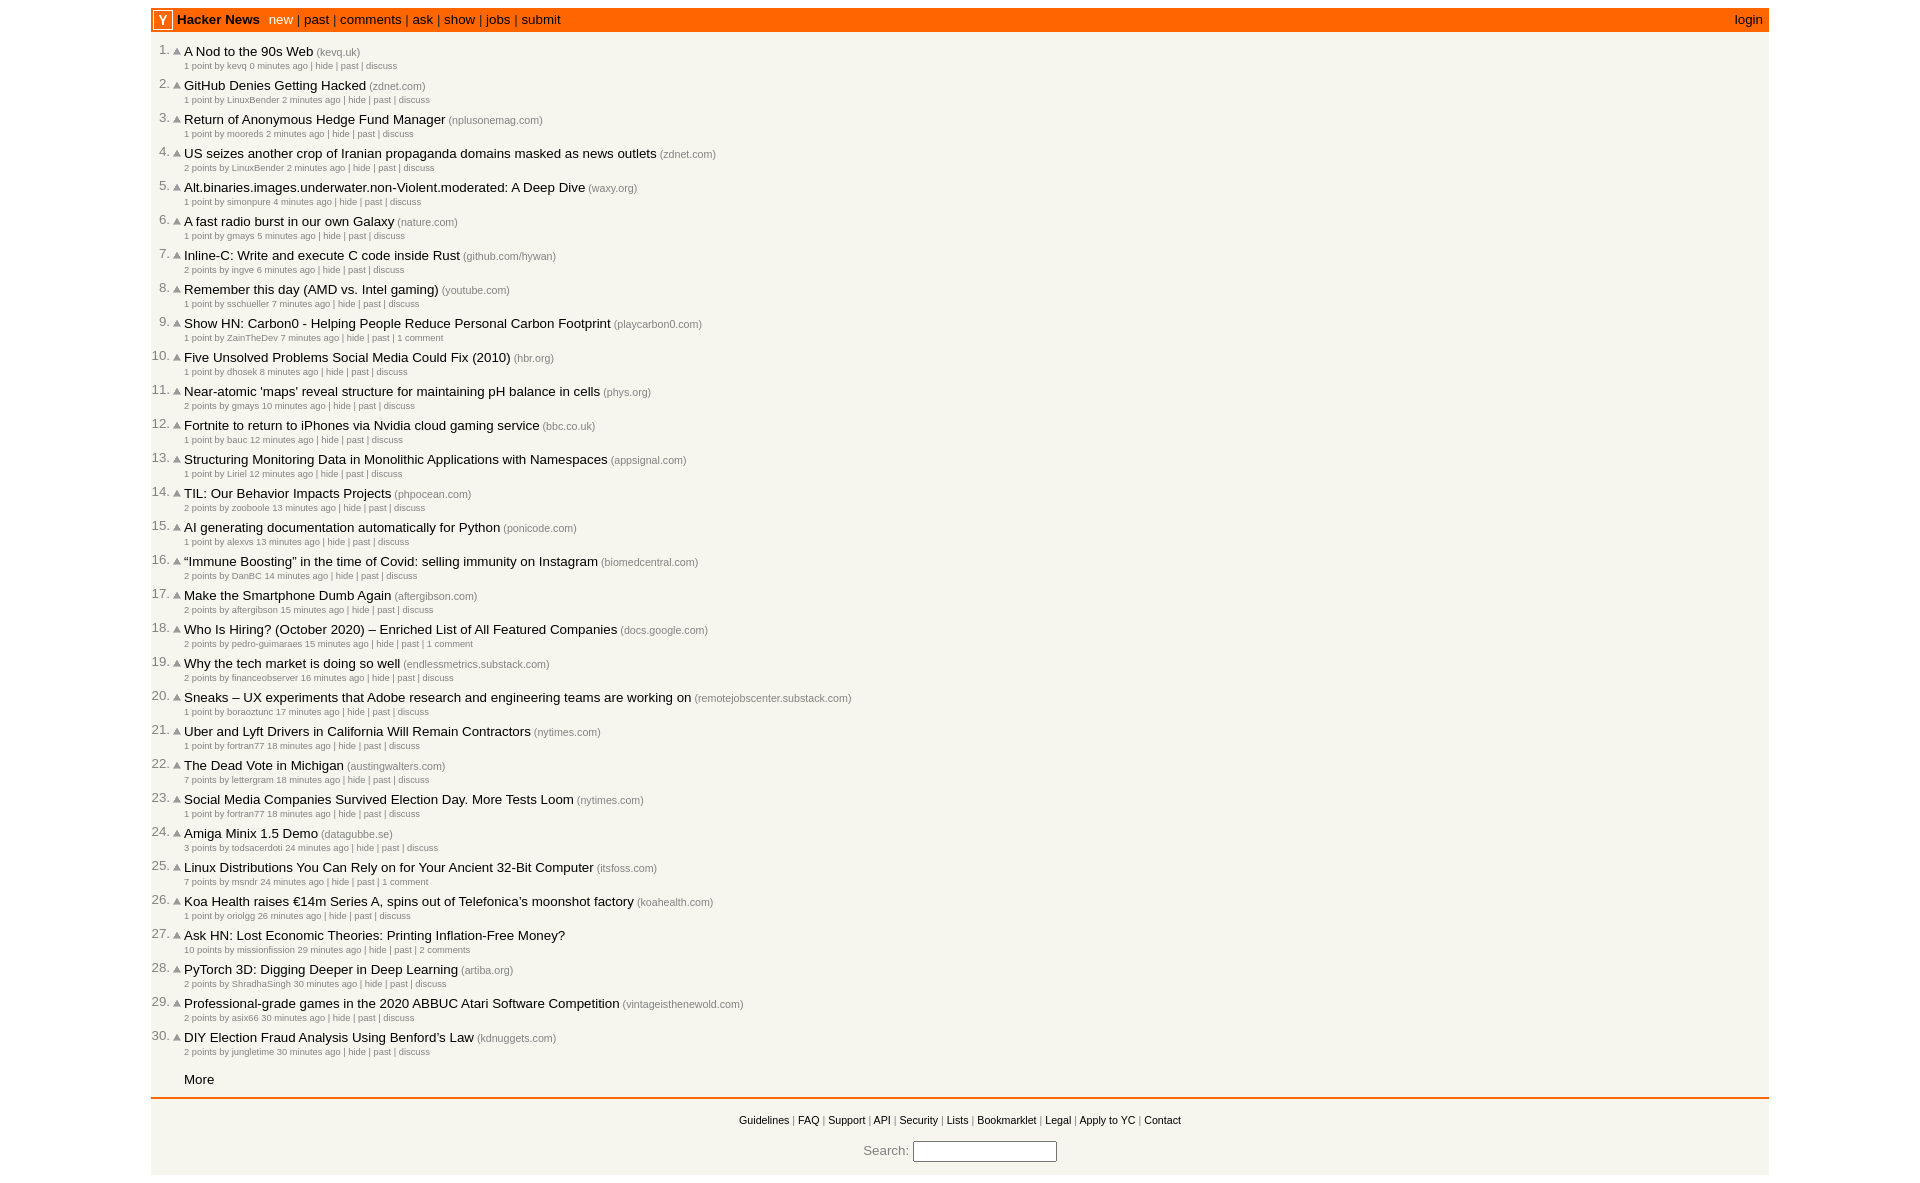 Y Hacker News new | past | comments | ask | show | jobs | submit login
1. A Nod to the 90s Web (kevq.uk)
1 point by kevq 0 minutes ago | hide | past | discuss
2. GitHub Denies Getting Hacked (zdnet.com)
1 point by LinuxBender 2 minutes ago | hide | past | discuss
3. Return of Anonymous Hedge Fund Manager (nplusonemag.com)
1 point by mooreds 2 minutes ago | hide | past | discuss
4. US seizes another crop of Iranian propaganda domains masked as news outlets (zdnet.com)
2 points by LinuxBender 2 minutes ago | hide | past | discuss
5. Alt.binaries.images.underwater.non-Violent.moderated: A Deep Dive (waxy.org)
1 point by simonpure 4 minutes ago | hide | past | discuss
6. A fast radio burst in our own Galaxy (nature.com)
1 point by gmays 5 minutes ago | hide | past | discuss
7. Inline-C: Write and execute C code inside Rust (github.com/hywan)
2 points by ingve 6 minutes ago | hide | past | discuss
8. Remember this day (AMD vs. Intel gaming) (youtube.com)
1 point by sschueller 7 minutes ago | hide | past | discuss
9. Show HN: Carbon0 - Helping People Reduce Personal Carbon Footprint (playcarbon0.com)
1 point by ZainTheDev 7 minutes ago | hide | past | 1 comment
10. Five Unsolved Problems Social Media Could Fix (2010) (hbr.org)
1 point by dhosek 8 minutes ago | hide | past | discuss
11. Near-atomic 'maps' reveal structure for maintaining pH balance in cells (phys.org)
2 points by gmays 10 minutes ago | hide | past | discuss
12. Fortnite to return to iPhones via Nvidia cloud gaming service (bbc.co.uk)
1 point by bauc 12 minutes ago | hide | past | discuss
13. Structuring Monitoring Data in Monolithic Applications with Namespaces (appsignal.com)
1 point by Liriel 12 minutes ago | hide | past | discuss
14. TIL: Our Behavior Impacts Projects (phpocean.com)
2 points by zooboole 13 minutes ago | hide | past | discuss
15. AI generating documentation automatically for Python (ponicode.com)
1 point by alexvs 13 minutes ago | hide | past | discuss
16. “Immune Boosting” in the time of Covid: selling immunity on Instagram (biomedcentral.com)
2 points by DanBC 14 minutes ago | hide | past | discuss
17. Make the Smartphone Dumb Again (aftergibson.com)
2 points by aftergibson 15 minutes ago | hide | past | discuss
18. Who Is Hiring? (October 2020) – Enriched List of All Featured Companies (docs.google.com)
2 points by pedro-guimaraes 15 minutes ago | hide | past | 1 comment
19. Why the tech market is doing so well (endlessmetrics.substack.com)
2 points by financeobserver 16 minutes ago | hide | past | discuss
20. Sneaks – UX experiments that Adobe research and engineering teams are working on (remotejobscenter.substack.com)
1 point by boraoztunc 17 minutes ago | hide | past | discuss
21. Uber and Lyft Drivers in California Will Remain Contractors (nytimes.com)
1 point by fortran77 18 minutes ago | hide | past | discuss
22. The Dead Vote in Michigan (austingwalters.com)
7 points by lettergram 18 minutes ago | hide | past | discuss
23. Social Media Companies Survived Election Day. More Tests Loom (nytimes.com)
1 point by fortran77 18 minutes ago | hide | past | discuss
24. Amiga Minix 1.5 Demo (datagubbe.se)
3 points by todsacerdoti 24 minutes ago | hide | past | discuss
25. Linux Distributions You Can Rely on for Your Ancient 32-Bit Computer (itsfoss.com)
7 points by msndr 24 minutes ago | hide | past | 1 comment
26. Koa Health raises €14m Series A, spins out of Telefonica’s moonshot factory (koahealth.com)
1 point by oriolgg 26 minutes ago | hide | past | discuss
27. Ask HN: Lost Economic Theories: Printing Inflation-Free Money?
10 points by missionfission 29 minutes ago | hide | past | 2 comments
28. PyTorch 3D: Digging Deeper in Deep Learning (artiba.org)
2 points by ShradhaSingh 30 minutes ago | hide | past | discuss
29. Professional-grade games in the 2020 ABBUC Atari Software Competition (vintageisthenewold.com)
2 points by asix66 30 minutes ago | hide | past | discuss
30. DIY Election Fraud Analysis Using Benford’s Law (kdnuggets.com)
2 points by jungletime 30 minutes ago | hide | past | discuss
More
Guidelines | FAQ | Support | API | Security | Lists | Bookmarklet | Legal | Apply to YC | Contact
Search: